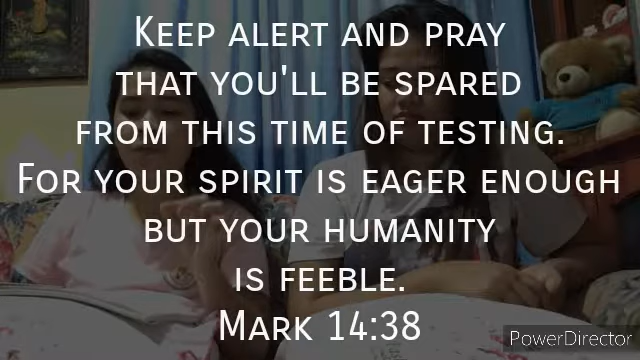 Keep alert and pray
that you'll be spared
from this time of testing.
For your spirit is eager enough
but your humanity
is feeble.
Mark 14:38
PowerDirector